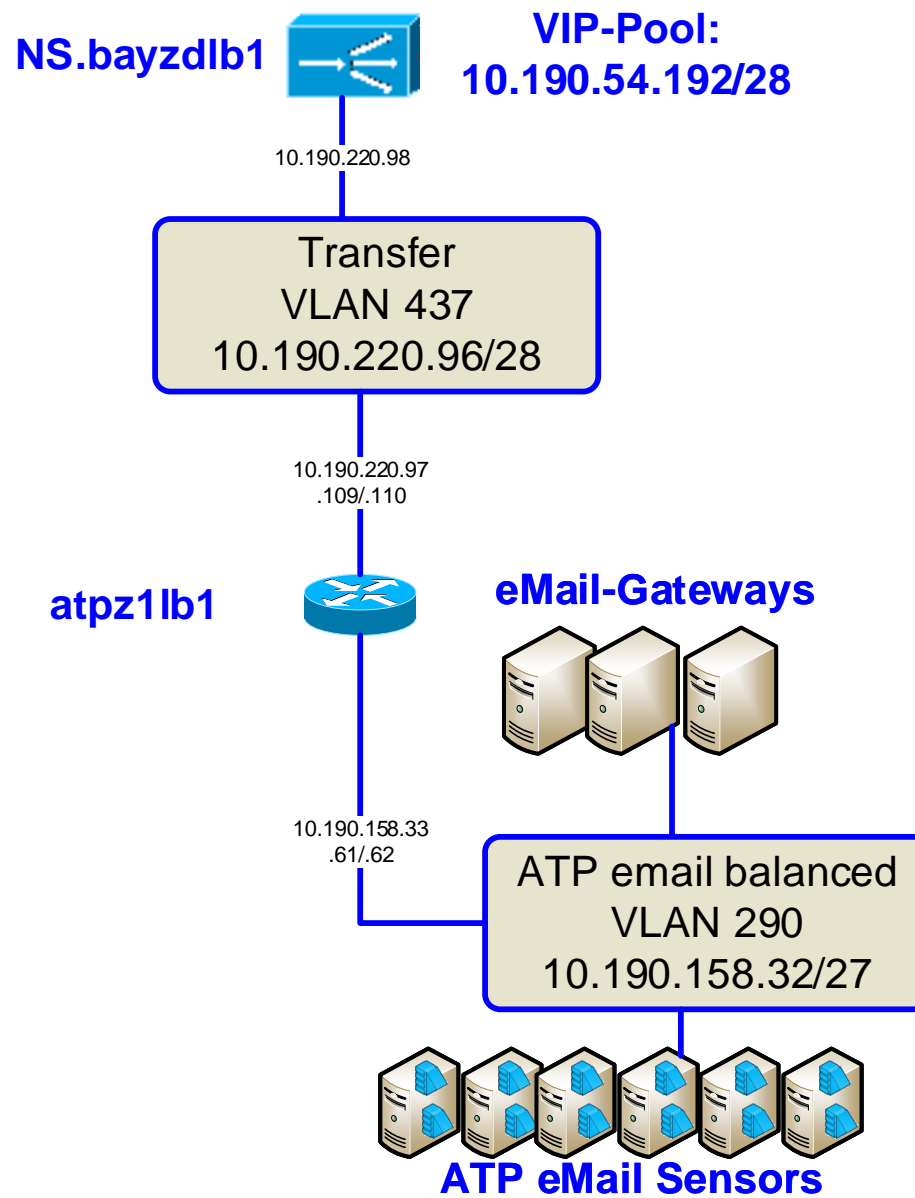 NS.bayzdlb1
VIP-Pool:
10.190.54.192/28
10.190.220.98
Transfer
VLAN 437
10.190.220.96/28
10.190.220.97
.109/.110
atpz1lb1
eMail-Gateways
10.190.158.33
.61/.62
ATP email balanced
VLAN 290
10.190.158.32/27
ATP eMail Sensors